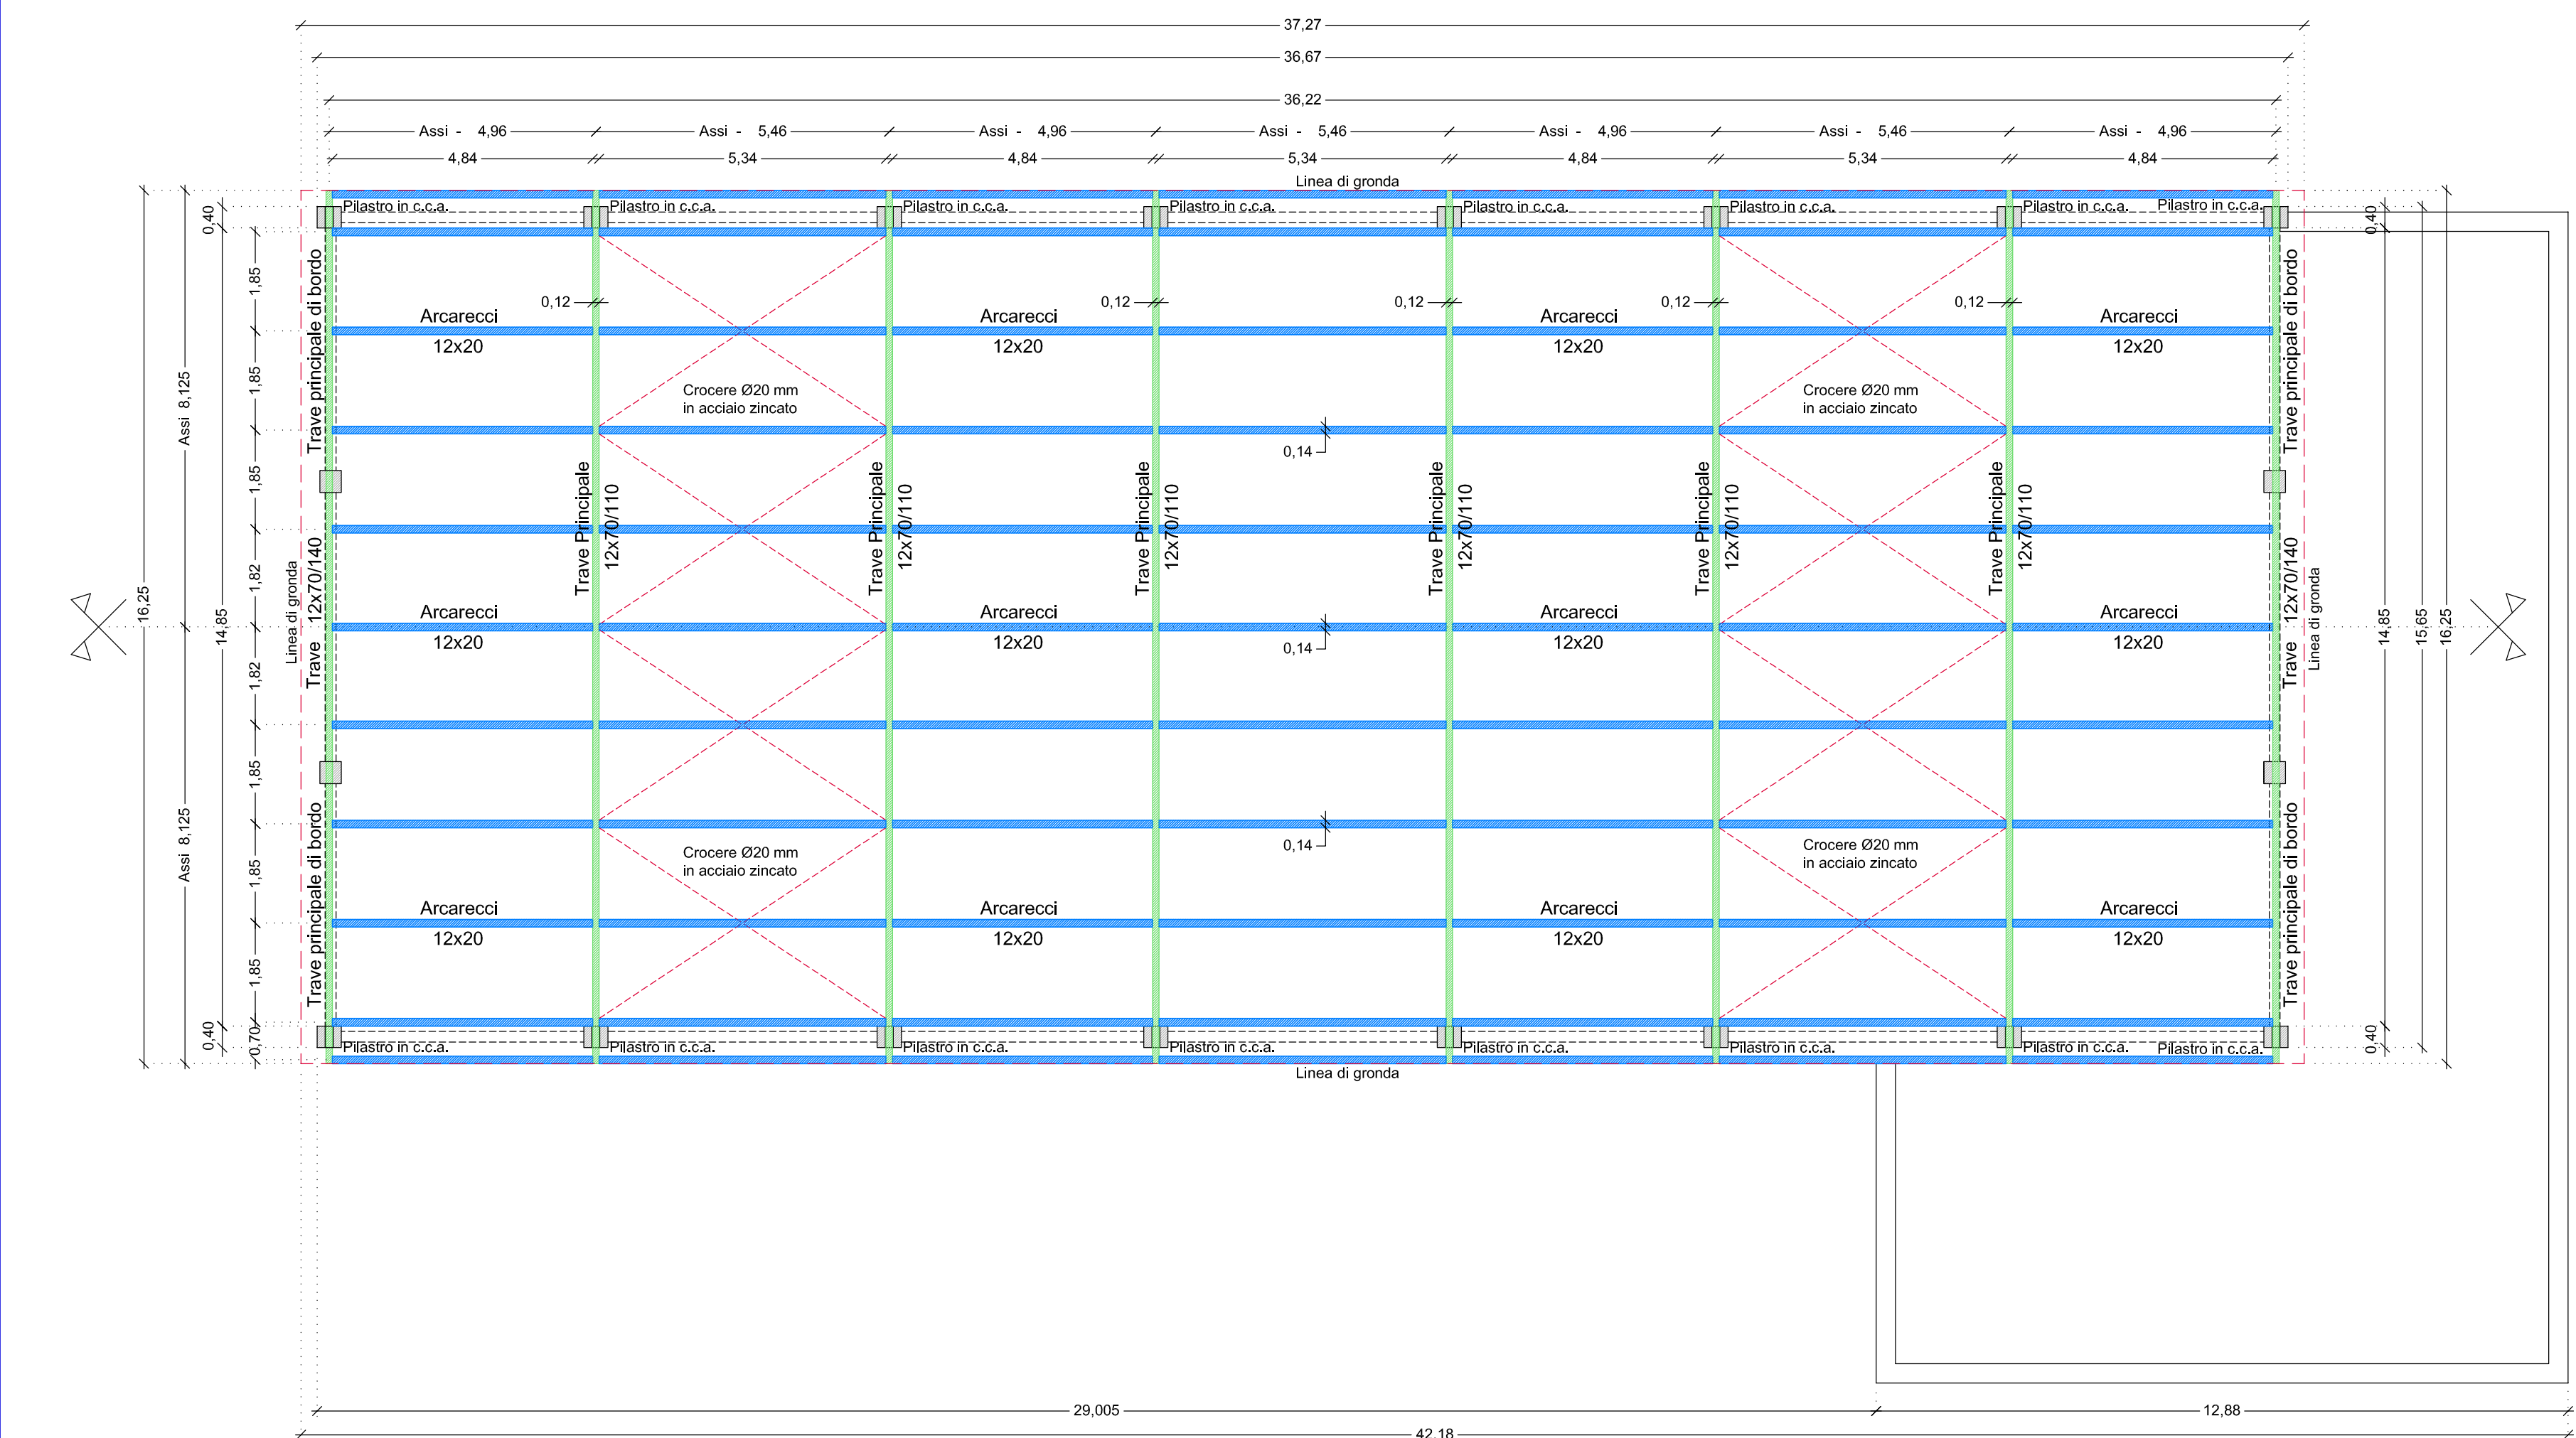 37,27
36,67
36,22
Assi - 4,96
Assi - 5,46
Assi - 4,96
Assi - 5,46
Assi - 4,96
Assi - 5,46
Assi - 4,96
4,84
5,34
4,84
5,34
4,84
5,34
4,84
Linea di gronda
Pilastro in c.c.a.
Pilastro in c.c.a.
Pilastro in c.c.a.
Pilastro in c.c.a.
Pilastro in c.c.a.
Pilastro in c.c.a.
Pilastro in c.c.a.
Pilastro in c.c.a.
0,40
0,40
1,85
0,12
0,12
0,12
0,12
0,12
Trave principale di bordo
Trave principale di bordo
Arcarecci
12x20
Arcarecci
12x20
Arcarecci
12x20
Arcarecci
12x20
Assi 8,125
1,85
Crocere Ø20 mm
in acciaio zincato
Crocere Ø20 mm
in acciaio zincato
0,14
1,85
Trave Principale
12x70/110
Trave Principale
12x70/110
Trave Principale
12x70/110
Trave Principale
12x70/110
Trave Principale
12x70/110
Trave Principale
12x70/110
1,82
16,25
14,85
Linea di gronda
Trave 12x70/140
Arcarecci
12x20
Arcarecci
12x20
Arcarecci
12x20
Arcarecci
12x20
0,14
Trave 12x70/140
Linea di gronda
14,85
15,65
16,25
1,82
1,85
Assi 8,125
0,14
Crocere Ø20 mm
in acciaio zincato
Crocere Ø20 mm
in acciaio zincato
1,85
Trave principale di bordo
Trave principale di bordo
Arcarecci
12x20
Arcarecci
12x20
Arcarecci
12x20
Arcarecci
12x20
1,85
0,40
0,70
0,40
Pilastro in c.c.a.
Pilastro in c.c.a.
Pilastro in c.c.a.
Pilastro in c.c.a.
Pilastro in c.c.a.
Pilastro in c.c.a.
Pilastro in c.c.a.
Pilastro in c.c.a.
Linea di gronda
29,005
12,88
42,18